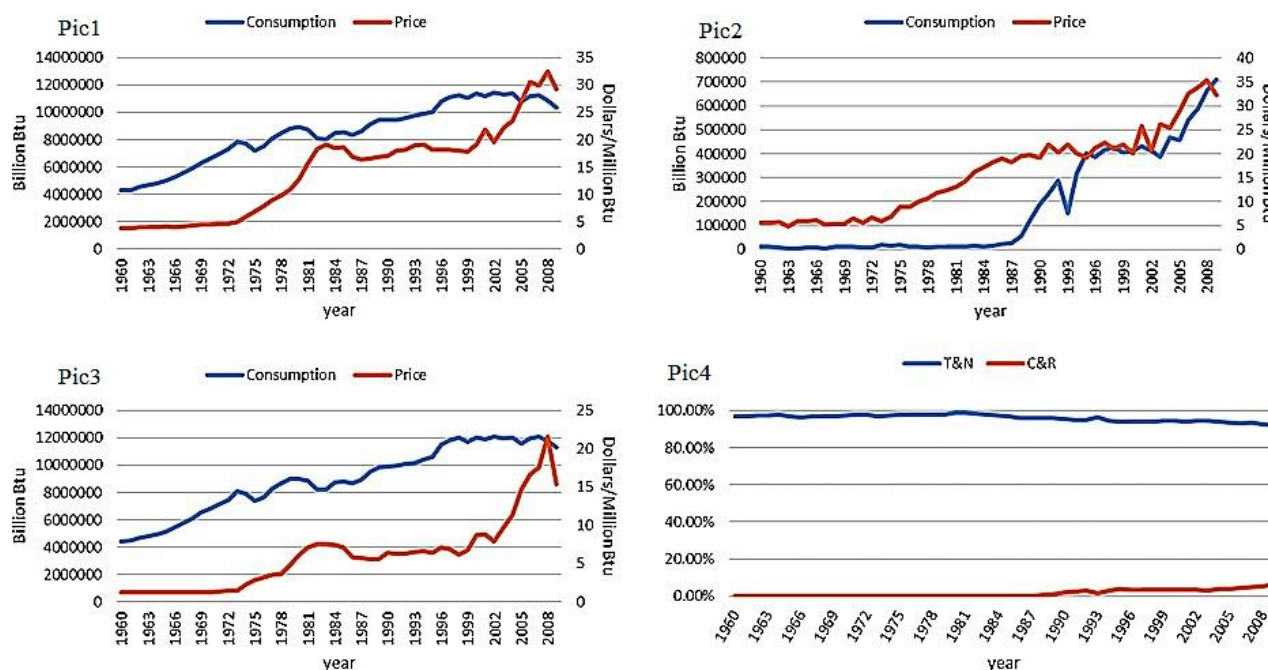 Pic1
Consumption Price
14000000 35
12000000 30
10000000 25
8000000 20
6000000 15
4000000 10
2000000 5
0 0
Billion Btu
Dollars/Million Btu
1960 1963 1966 1969 1972 1975 1978 1981 1984 1987 1990 1993 1996 1999 2002 2005 2008
year
Pic2
Consumption Price
800000 40
700000 35
600000 30
500000 25
400000 20
300000 15
200000 10
100000 5
0 0
Billion Btu
1960 1963 1966 1969 1972 1975 1978 1981 1984 1987 1990 1993 1996 1999 2002 2005 2008
year
Pic3
Consumption Price
14000000 25
12000000 20
10000000 15
8000000 10
6000000 5
4000000 0
2000000
0
Billion Btu
Dollars/Million Btu
1960 1963 1966 1969 1972 1975 1978 1981 1984 1987 1990 1993 1996 1999 2002 2005 2008
year
Pic4
T&N C&R
100.00%
80.00%
60.00%
40.00%
20.00%
0.00%
1960 1963 1966 1969 1972 1975 1978 1981 1984 1987 1990 1993 1996 1999 2002 2005 2008
year